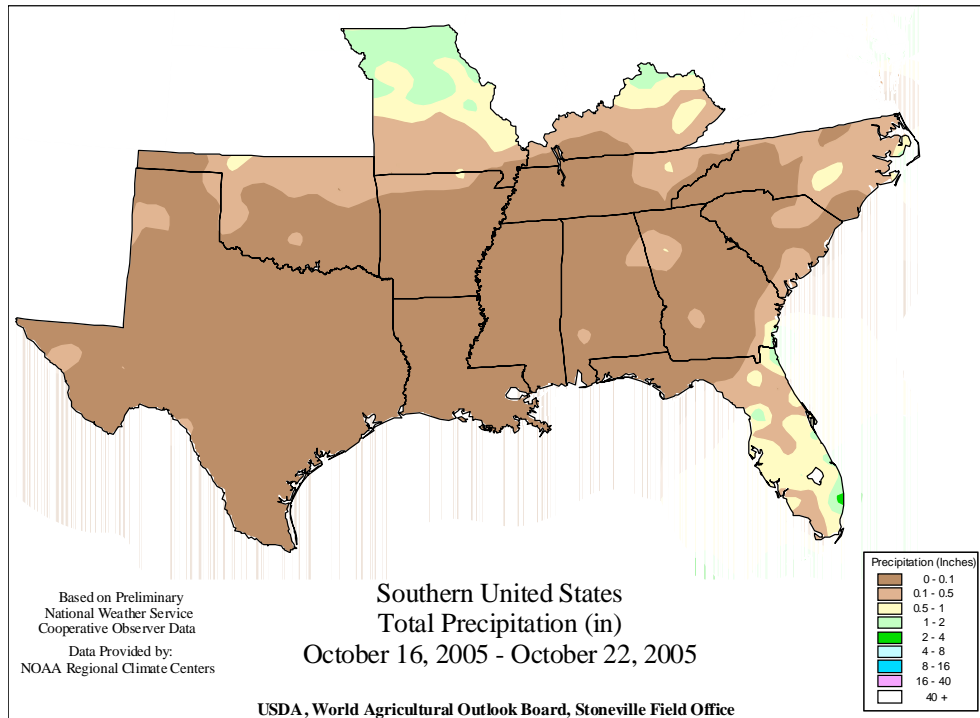 Precipitation (Inches)
0 - 0.1
0.1 - 0.5
0.5 - 1
1 - 2
2 - 4
4 - 8
8 - 16
16 - 40
40 +
Based on Preliminary
National Weather Service
Cooperative Observer Data
Data Provided by:
NOAA Regional Climate Centers
Southern United States
Total Precipitation (in)
October 16, 2005 - October 22, 2005
USDA, World Agricultural Outlook Board, Stoneville Field Office